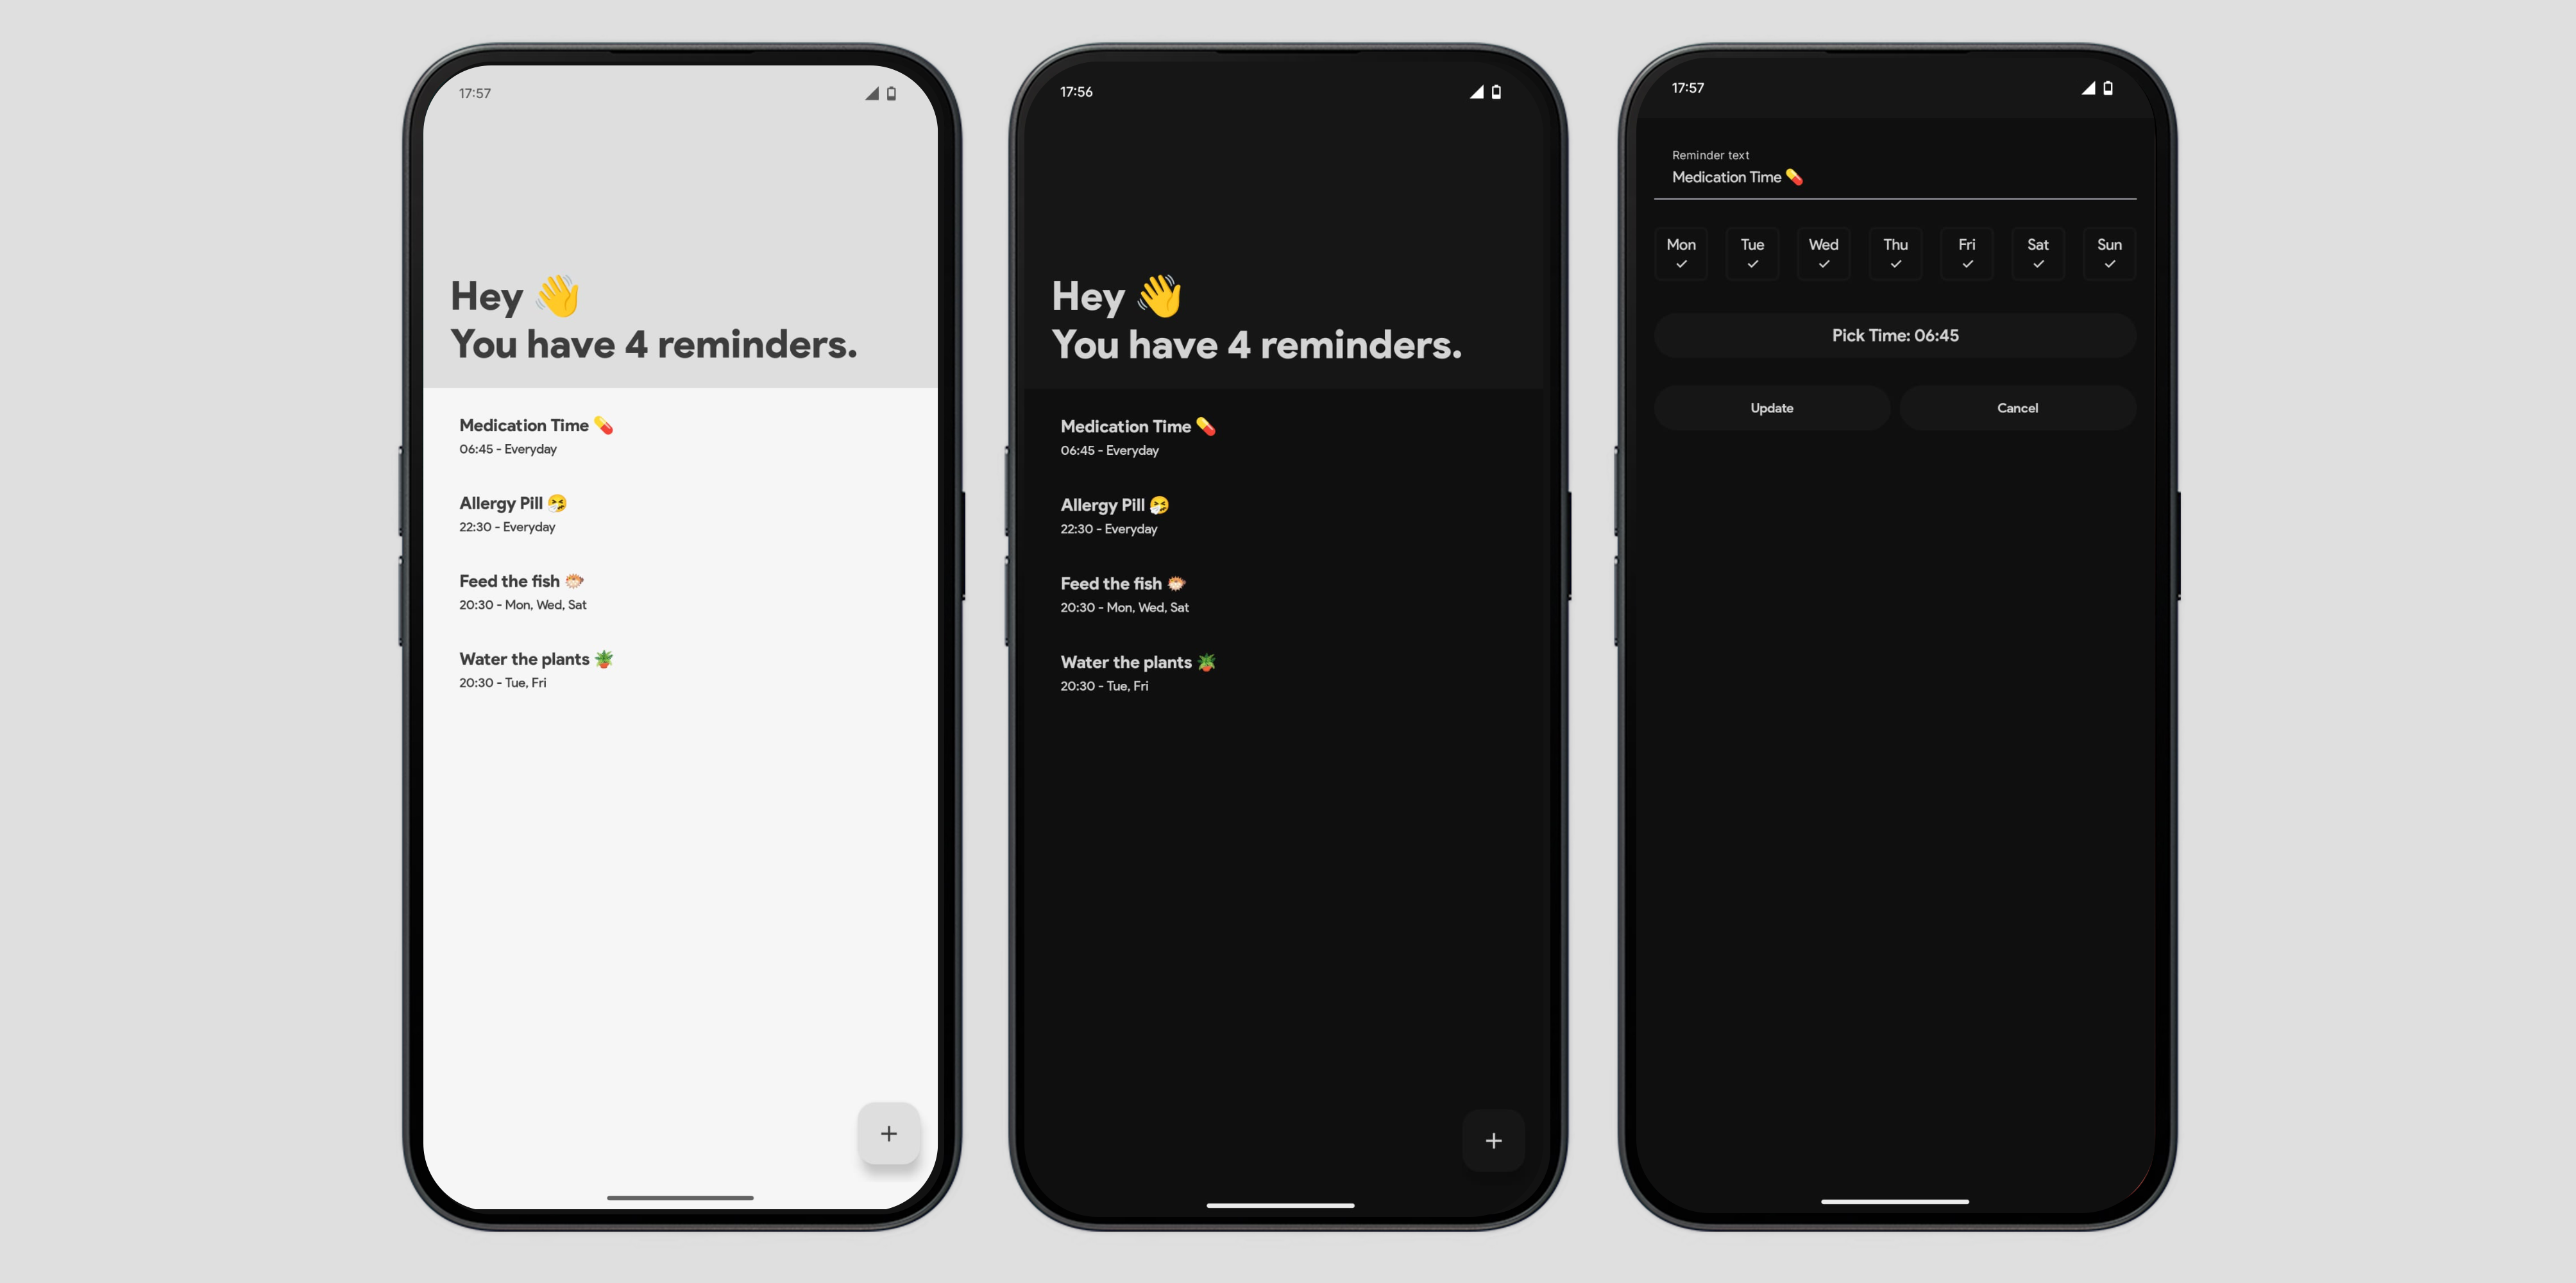 17:57
Hey 👋
You have 4 reminders.
Medication Time 💊
06:45 - Everyday
Allergy Pill 🤧
22:30 - Everyday
Feed the fish 🐡
20:30 - Mon, Wed, Sat
Water the plants 🪴
20:30 - Tue, Fri
+
17:56
Hey 👋
You have 4 reminders.
Medication Time 💊
06:45 - Everyday
Allergy Pill 🤧
22:30 - Everyday
Feed the fish 🐡
20:30 - Mon, Wed, Sat
Water the plants 🪴
20:30 - Tue, Fri
+
17:57
Reminder text
Medication Time 💊
Mon Tue Wed Thu Fri Sat Sun
✓ ✓ ✓ ✓ ✓ ✓ ✓
Pick Time: 06:45
Update Cancel